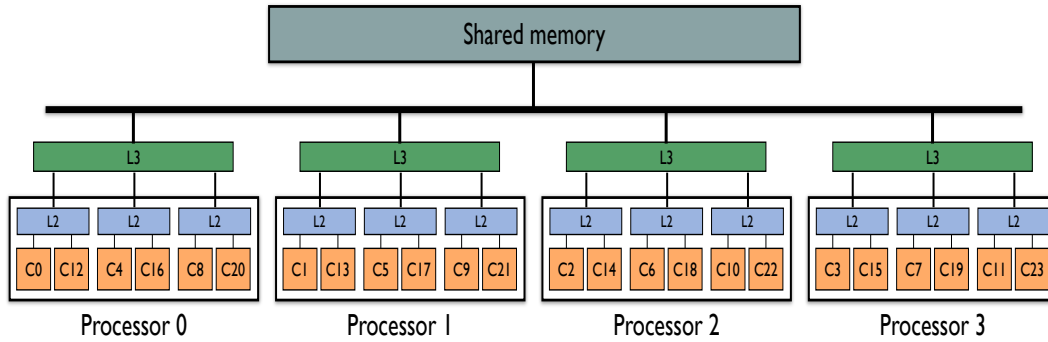 Shared memory
L3 L3 L3 L3
L2 L2 L2 L2 L2 L2 L2 L2 L2 L2 L2 L2
C0 C12 C4 C16 C8 C20 C1 C13 C5 C17 C9 C21 C2 C14 C6 C18 C10 C22 C3 C15 C7 C19 C11 C23
Processor 0 Processor 1 Processor 2 Processor 3